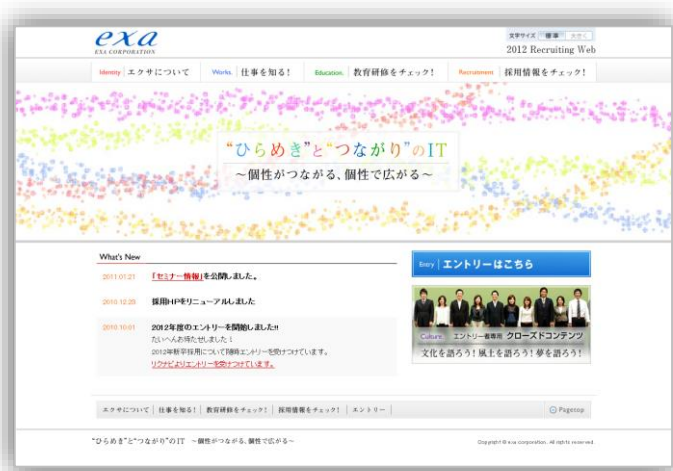 exa
EXA CORPORATION
文字サイズ 標準 大きく
2012 Recruiting Web
Identity エクサについて Works. 仕事を知る! Education. 教育研修をチェック! Recruitment 採用情報をチェック!
“ひらめき”と“つながり”のIT
～個性がつながる、個性で広がる～
What's New
2011.01.21 「セミナー情報」を公開しました。
2010.12.28 採用HPをリニューアルしました
2010.10.01 2012年度のエントリーを開始しました!!
たいへんお待たせしました！
2012年新卒採用について随時エントリーを受けつけています。
リクナビよりエントリーを受けつけています。
Entry エントリーはこちら
Culture エントリー者専用 クローズドコンテンツ
文化を語ろう! 風土を語ろう! 夢を語ろう!
エクサについて 仕事を知る! 教育研修をチェック! 採用情報をチェック! エントリー
Pagetop
“ひらめき”と“つながり”のIT ～個性がつながる、個性で広がる～
Copyright © exa corporation. All rights reserved.